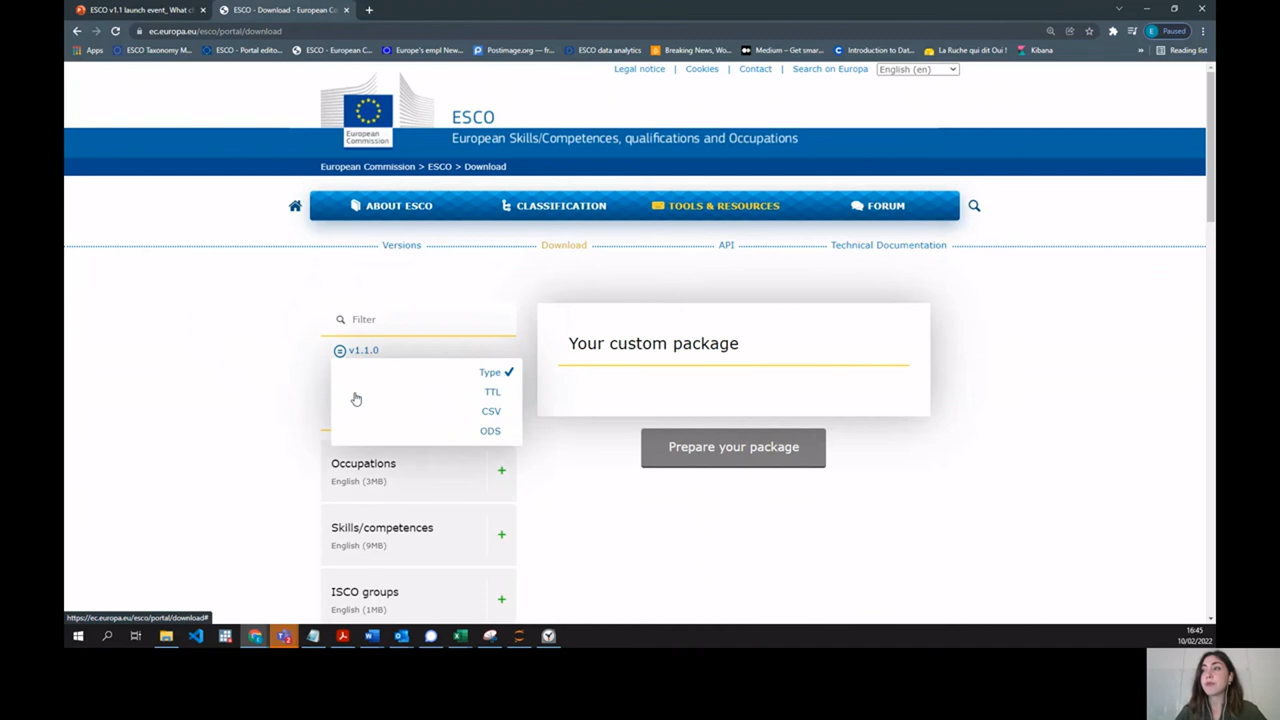 ESCO v1.1 launch event_ What c
ESCO - Download - European C
ec.europa.eu/esco/portal/download
Paused
Apps
ESCO Taxonomy M...
ESCO - Portal edito...
ESCO - European C...
Europe's empl New...
Postimage.org — fr...
ESCO data analytics
Breaking News, Wo...
Medium – Get smar...
Introduction to Dat...
La Ruche qui dit Oui !
Kibana
»
Reading list
Legal notice | Cookies | Contact | Search on Europa English (en)
ESCO
European Skills/Competences, qualifications and Occupations
European Commission
European Commission > ESCO > Download
ABOUT ESCO
CLASSIFICATION
TOOLS & RESOURCES
FORUM
Versions
Download
API
Technical Documentation
Filter
v1.1.0
Type
TTL
CSV
ODS
Your custom package
Prepare your package
Occupations
English (3MB)
+
Skills/competences
English (9MB)
+
ISCO groups
English (1MB)
+
https://ec.europa.eu/esco/portal/download#
16:45
10/02/2022